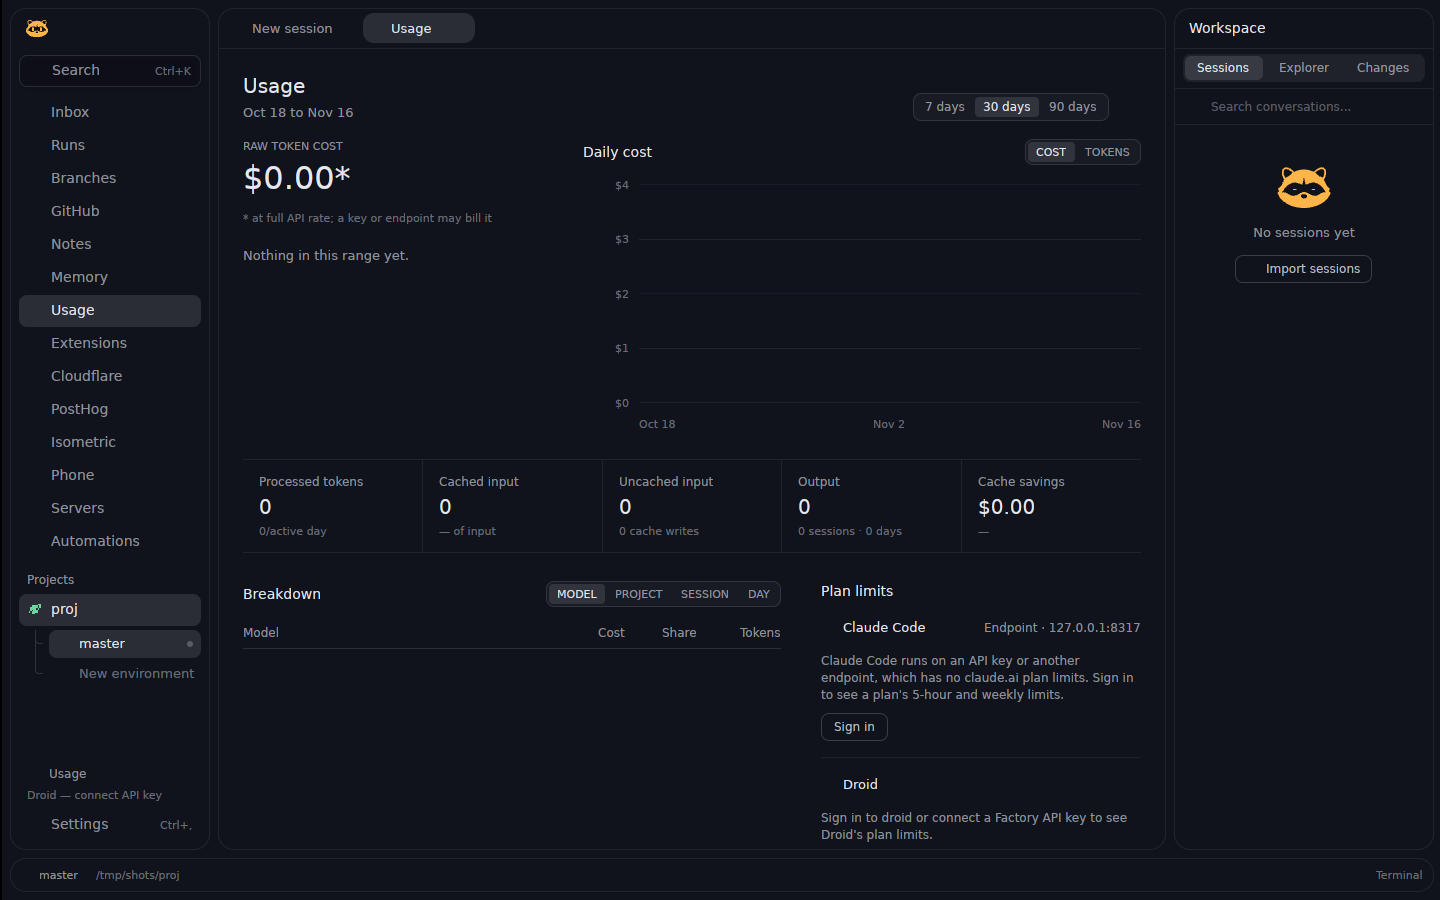 Search Ctrl+K
Inbox
Runs
Branches
GitHub
Notes
Memory
Usage
Extensions
Cloudflare
PostHog
Isometric
Phone
Servers
Automations
Projects
proj
master
New environment
Usage
Droid — connect API key
Settings Ctrl+,
New session Usage
Usage
Oct 18 to Nov 16
7 days 30 days 90 days
RAW TOKEN COST
$0.00*
* at full API rate; a key or endpoint may bill it
Nothing in this range yet.
Daily cost
COST TOKENS
$4
$3
$2
$1
$0
Oct 18 Nov 2 Nov 16
Processed tokens
0
0/active day
Cached input
0
— of input
Uncached input
0
0 cache writes
Output
0
0 sessions · 0 days
Cache savings
$0.00
—
Breakdown
MODEL PROJECT SESSION DAY
Model Cost Share Tokens
Plan limits
Claude Code Endpoint · 127.0.0.1:8317
Claude Code runs on an API key or another
endpoint, which has no claude.ai plan limits. Sign in
to see a plan's 5-hour and weekly limits.
Sign in
Droid
Sign in to droid or connect a Factory API key to see
Droid's plan limits.
Workspace
Sessions Explorer Changes
Search conversations...
No sessions yet
Import sessions
master /tmp/shots/proj
Terminal